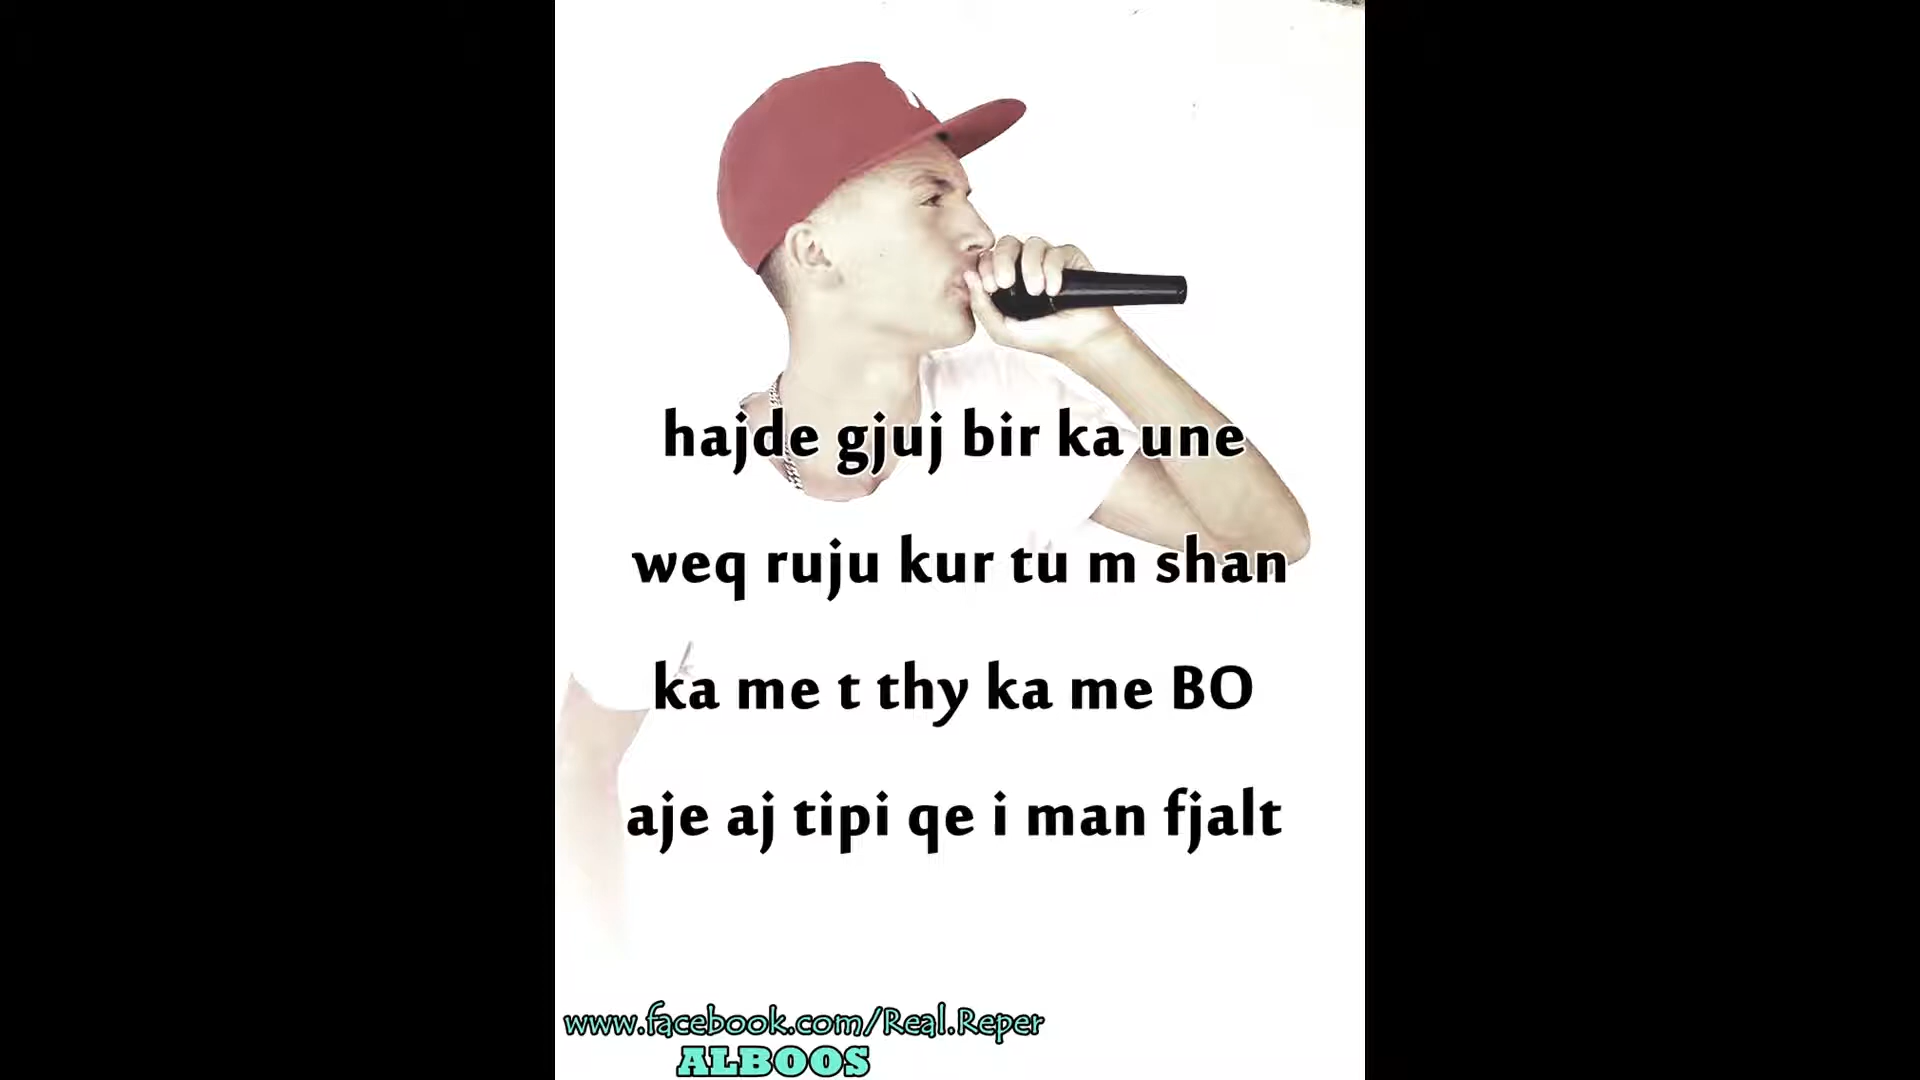 hajde gjuj bir ka une
weq ruju kur tu m shan
ka me t thy ka me BO
aje aj tipi qe i man fjalt
www.facebook.com/Real.Reper
ALBOOS